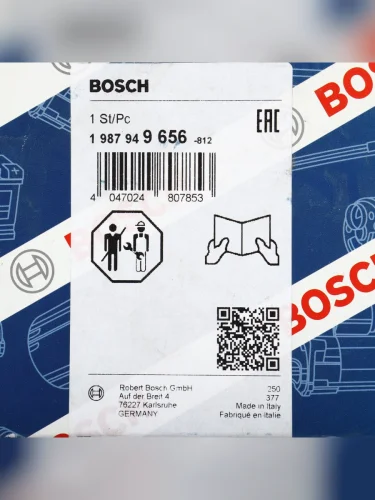 BOSCH
1 St/Pc
1 987 94 9 656 -812
EAC
4 047024 807853
BOSCH
BOSCH
Robert Bosch GmbH
Auf der Breit 4
76227 Karlsruhe
GERMANY
250
377
Made in Italy
Fabriqué en Italie